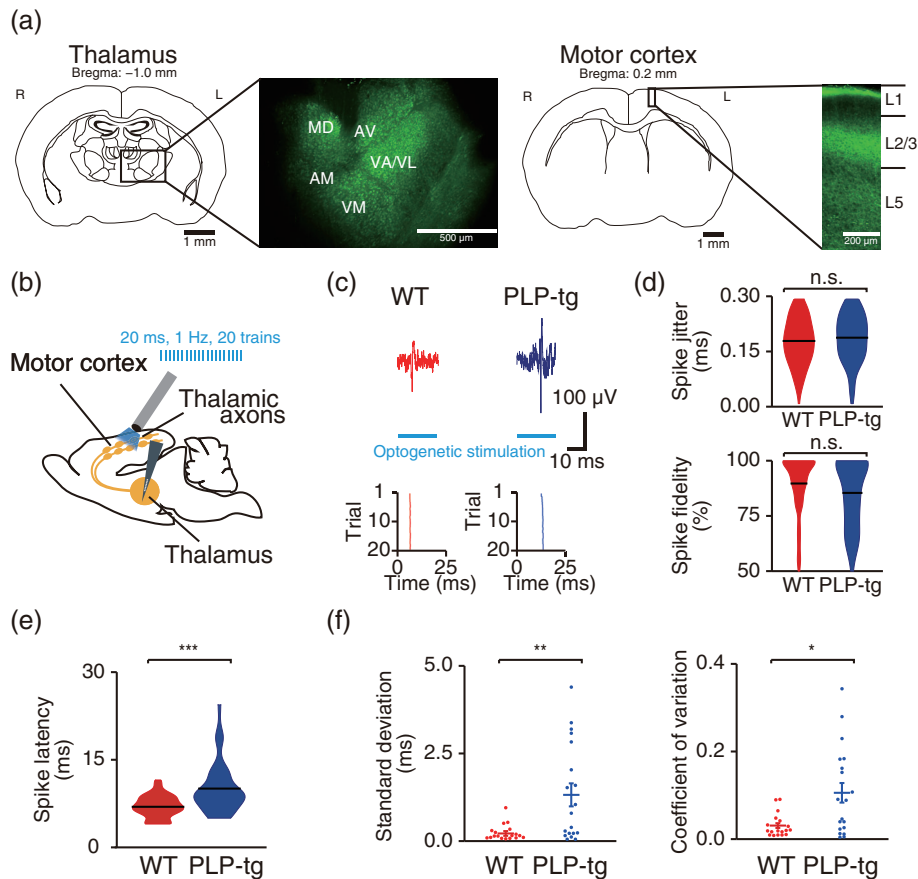 (a)
Thalamus
Bregma: −1.0 mm
R
L
MD
AV
VA/VL
AM
VM
1 mm
500 µm
Motor cortex
Bregma: 0.2 mm
R
L
1 mm
L1
L2/3
L5
200 µm
(b)
20 ms, 1 Hz, 20 trains
Motor cortex
Thalamic
axons
Thalamus
(c)
WT
PLP-tg
100 µV
Optogenetic stimulation
10 ms
Trial
1
10
20
0
25
Time (ms)
Trial
1
10
20
0
25
Time (ms)
(d)
n.s.
Spike jitter
(ms)
0.30
0.15
0.00
WT PLP-tg
n.s.
Spike fidelity
(%)
100
75
50
WT PLP-tg
(e)
***
Spike latency
(ms)
30
15
0
WT PLP-tg
(f)
**
Standard deviation
(ms)
5.0
2.5
0.0
WT PLP-tg
*
Coefficient of variation
0.4
0.2
0.0
WT PLP-tg